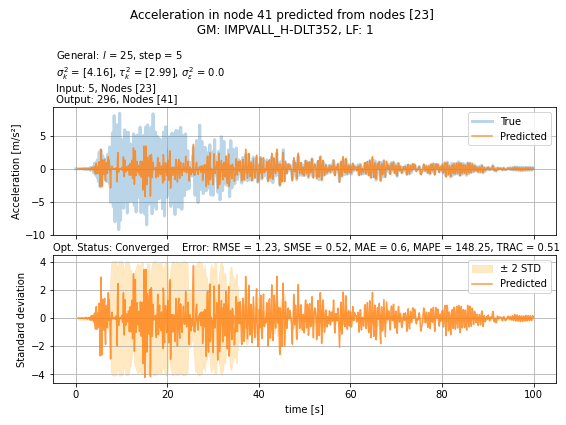 Acceleration in node 41 predicted from nodes [23]
GM: IMPVALL_H-DLT352, LF: 1
General: l = 25, step = 5
σ²ₖ = [4.16], τ²ₖ = [2.99], σ²ε = 0.0
Input: 5, Nodes [23]
Output: 296, Nodes [41]
Acceleration [m/s²]
5
0
−5
−10
True
Predicted
Opt. Status: Converged Error: RMSE = 1.23, SMSE = 0.52, MAE = 0.6, MAPE = 148.25, TRAC = 0.51
Standard deviation
4
2
0
−2
−4
± 2 STD
Predicted
0 20 40 60 80 100
time [s]